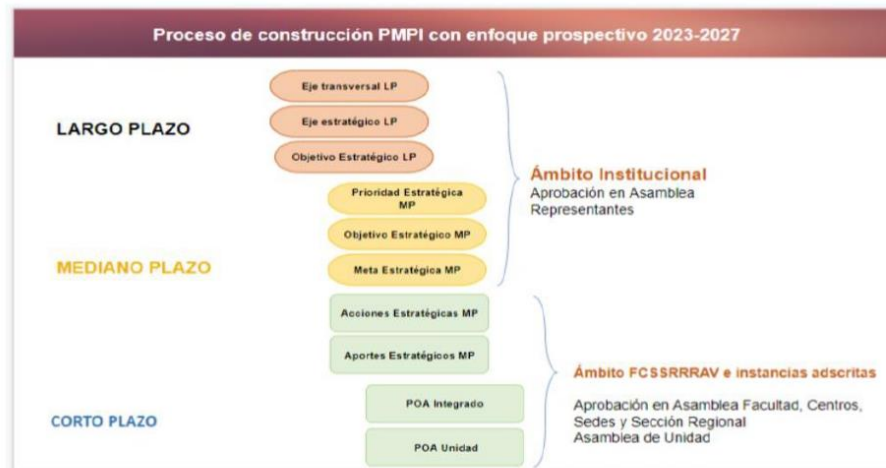 Proceso de construcción PMPI con enfoque prospectivo 2023-2027
LARGO PLAZO
Eje transversal LP
Eje estratégico LP
Objetivo Estratégico LP
MEDIANO PLAZO
Prioridad Estratégica
MP
Objetivo Estratégico MP
Meta Estratégica MP
Ámbito Institucional
Aprobación en Asamblea
Representantes
Acciones Estratégicas MP
Aportes Estratégicos MP
CORTO PLAZO
POA Integrado
POA Unidad
Ámbito FCSSRRRAV e instancias adscritas
Aprobación en Asamblea Facultad, Centros,
Sedes y Sección Regional
Asamblea de Unidad